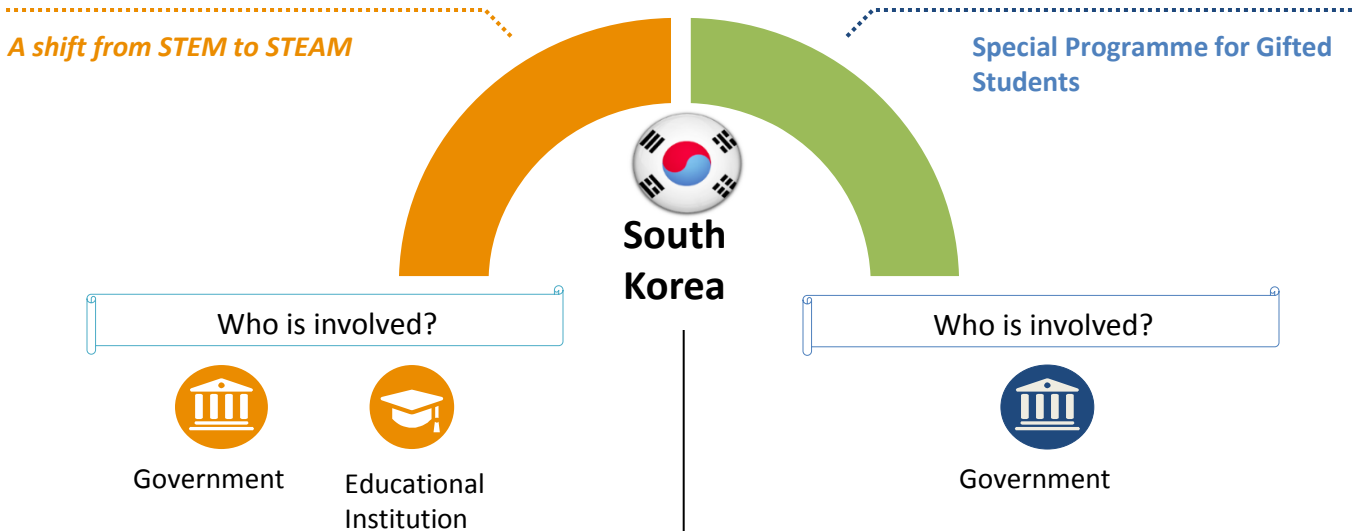 A shift from STEM to STEAM
Special Programme for Gifted
Students
South
Korea
Who is involved?
Who is involved?
Government
Educational
Institution
Government